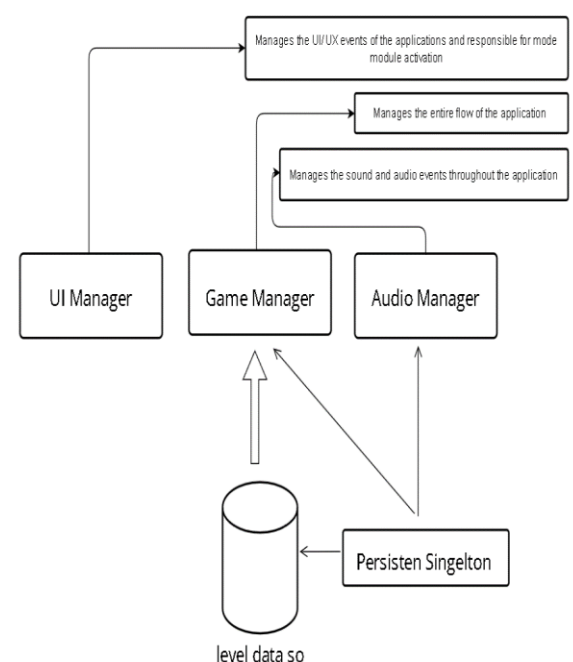 Manages the UI/UX events of the applications and responsible for mode
module activation
Manages the entire flow of the application
Manages the sound and audio events throughout the application
UI Manager
Game Manager
Audio Manager
Persisten Singelton
level data so